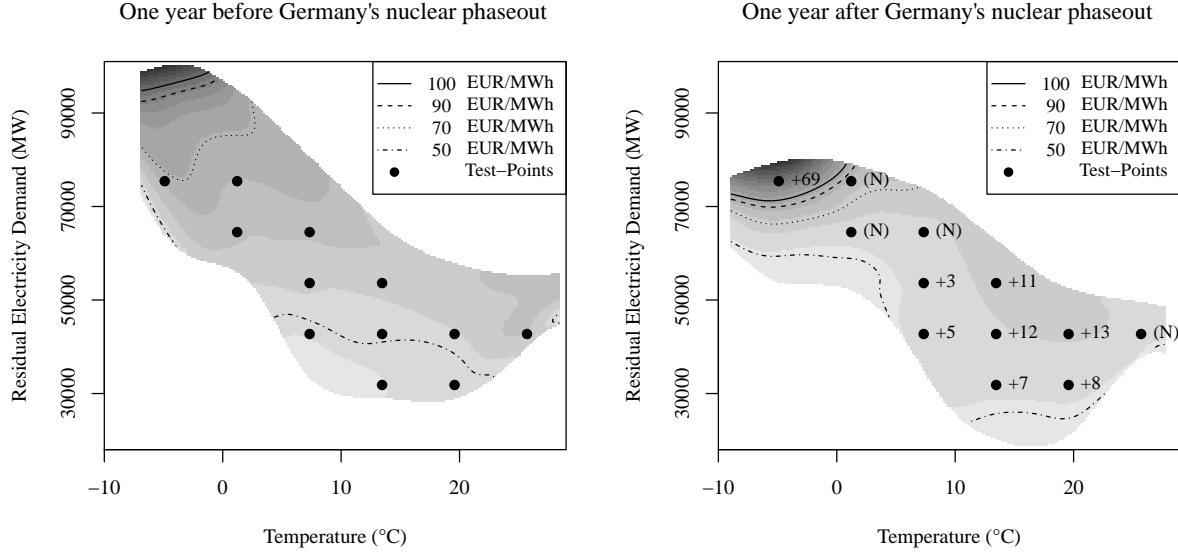 One year before Germany's nuclear phaseout
100 EUR/MWh
90 EUR/MWh
70 EUR/MWh
50 EUR/MWh
Test−Points
Residual Electricity Demand (MW)
90000
70000
50000
30000
−10 0 10 20
Temperature (°C)
One year after Germany's nuclear phaseout
100 EUR/MWh
90 EUR/MWh
70 EUR/MWh
50 EUR/MWh
Test−Points
Residual Electricity Demand (MW)
90000
70000
50000
30000
+69 (N)
(N) (N)
+3 +11
+5 +12 +13 (N)
+7 +8
−10 0 10 20
Temperature (°C)